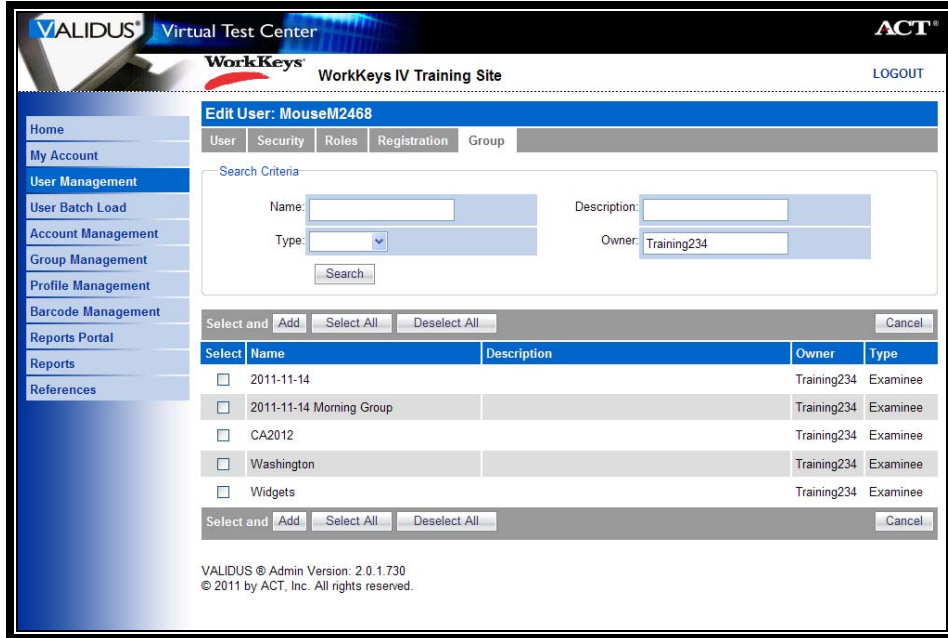 VALIDUS® Virtual Test Center ACT®
WorkKeys® WorkKeys IV Training Site LOGOUT
Home
My Account
User Management
User Batch Load
Account Management
Group Management
Profile Management
Barcode Management
Reports Portal
Reports
References
Edit User: MouseM2468
User Security Roles Registration Group
Search Criteria
Name: Description:
Type: Owner: Training234
Search
Select and Add Select All Deselect All Cancel
Select Name Description Owner Type
2011-11-14 Training234 Examinee
2011-11-14 Morning Group Training234 Examinee
CA2012 Training234 Examinee
Washington Training234 Examinee
Widgets Training234 Examinee
Select and Add Select All Deselect All Cancel
VALIDUS ® Admin Version: 2.0.1.730
© 2011 by ACT, Inc. All rights reserved.